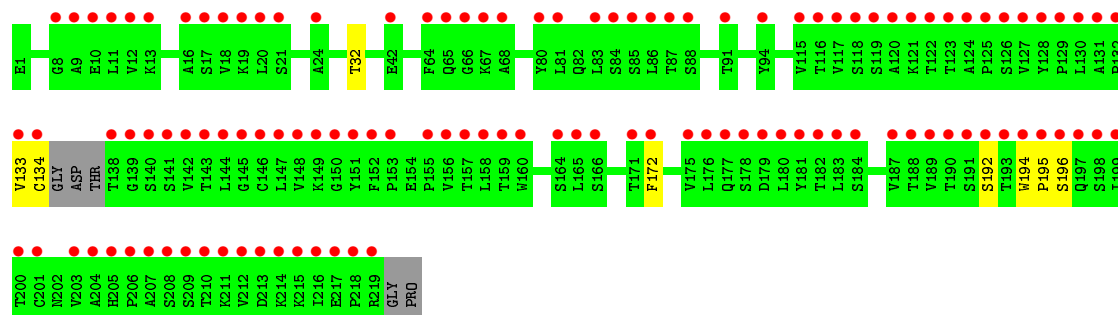 E1 G8 A9 E10 L11 V12 K13 A16 S17 V18 K19 L20 S21 A24 T32 E42 F64 Q65 G66 K67 A68 Y80 L81 Q82 L83 S84 S85 L86 T87 S88 T91 Y94 V115 T116 V117 S118 S119 A120 K121 T122 T123 A124 P125 S126 V127 Y128 P129 L130 A131 P132
V133 C134 GLY ASP THR T138 G139 S140 S141 V142 T143 L144 G145 C146 L147 V148 K149 G150 Y151 F152 P153 E154 P155 V156 T157 L158 T159 W160 S164 L165 S166 T171 F172 V175 L176 Q177 S178 D179 L180 Y181 T182 L183 S184 V187 T188 V189 T190 S191 S192 T193 W194 P195 S196 Q197 S198 I199
T200 C201 N202 V203 A204 H205 P206 A207 S208 S209 T210 K211 V212 D213 K214 K215 I216 E217 P218 R219 GLY PRO